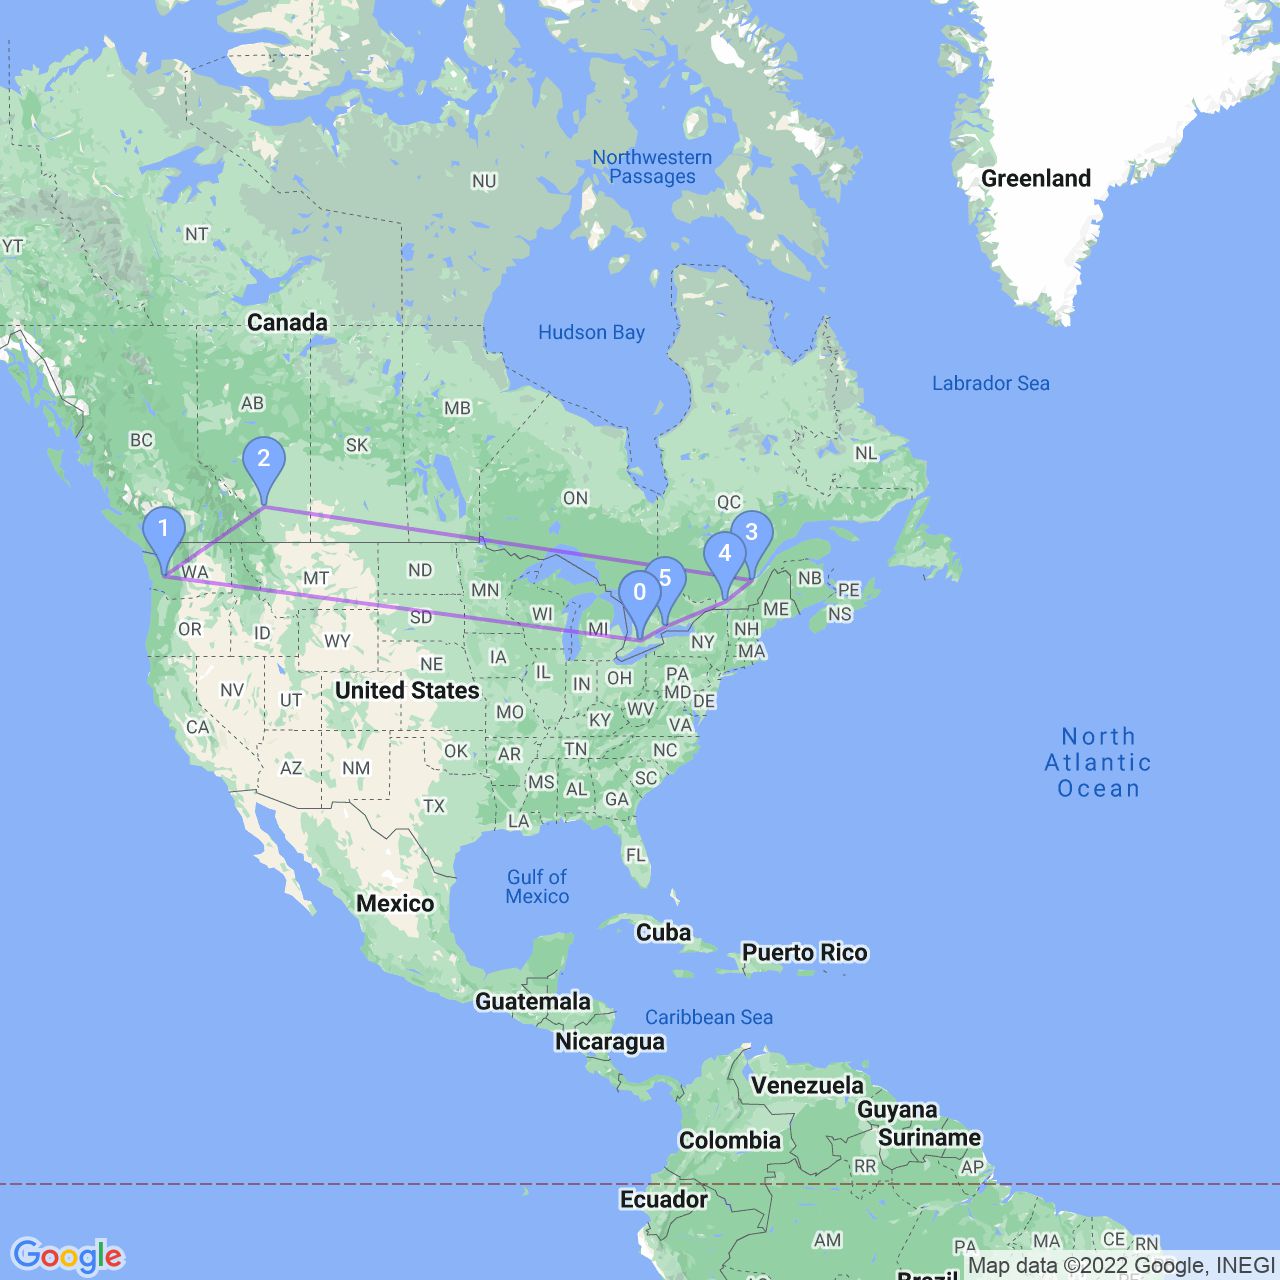 Greenland
Northwestern
Passages
NU
NT
YT
Canada
Hudson Bay
Labrador Sea
AB
MB
BC
SK
NL
2
ON
QC
1
3
4
WA
MT
ND
MN
5
0
NB
PE
NS
ME
OR
ID
WY
SD
WI
MI
NY
NH
MA
NE
IA
IL
IN
OH
PA
MD
DE
United States
NV
UT
CA
MO
KY
WV
VA
AZ
NM
OK
AR
TN
NC
MS
AL
SC
GA
TX
LA
FL
North
Atlantic
Ocean
Gulf of
Mexico
Mexico
Cuba
Puerto Rico
Guatemala
Caribbean Sea
Nicaragua
Venezuela
Guyana
Suriname
Colombia
RR
AP
Ecuador
AM
PA
MA
CE
RN
Brazil
Google
Map data ©2022 Google, INEGI